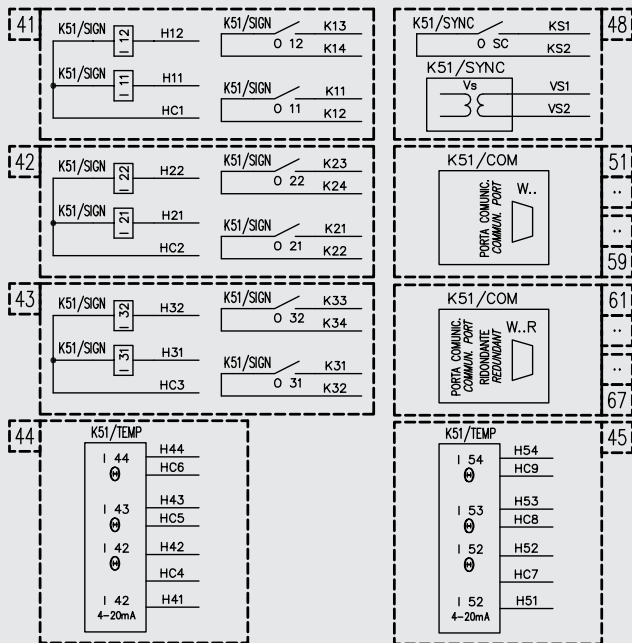 41
K51/SIGN
I 12
H12
K51/SIGN
I 11
H11
HC1
K51/SIGN
K13
O 12
K14
K51/SIGN
K11
O 11
K12
48
K51/SYNC
KS1
O SC
KS2
K51/SYNC
Vs
VS1
VS2
42
K51/SIGN
I 22
H22
K51/SIGN
I 21
H21
HC2
K51/SIGN
K23
O 22
K24
K51/SIGN
K21
O 21
K22
51
..
..
59
K51/COM
PORTA COMUNIC.
COMMUN. PORT
W..
43
K51/SIGN
I 32
H32
K51/SIGN
I 31
H31
HC3
K51/SIGN
K33
O 32
K34
K51/SIGN
K31
O 31
K32
61
..
..
67
K51/COM
PORTA COMUNIC.
COMMUN. PORT
RIDONDANTE
REDUNDANT
W..R
44
K51/TEMP
I 44
H44
HC6
I 43
H43
HC5
I 42
H42
HC4
I 42
H41
4-20mA
45
K51/TEMP
I 54
H54
HC9
I 53
H53
HC8
I 52
H52
HC7
I 52
H51
4-20mA